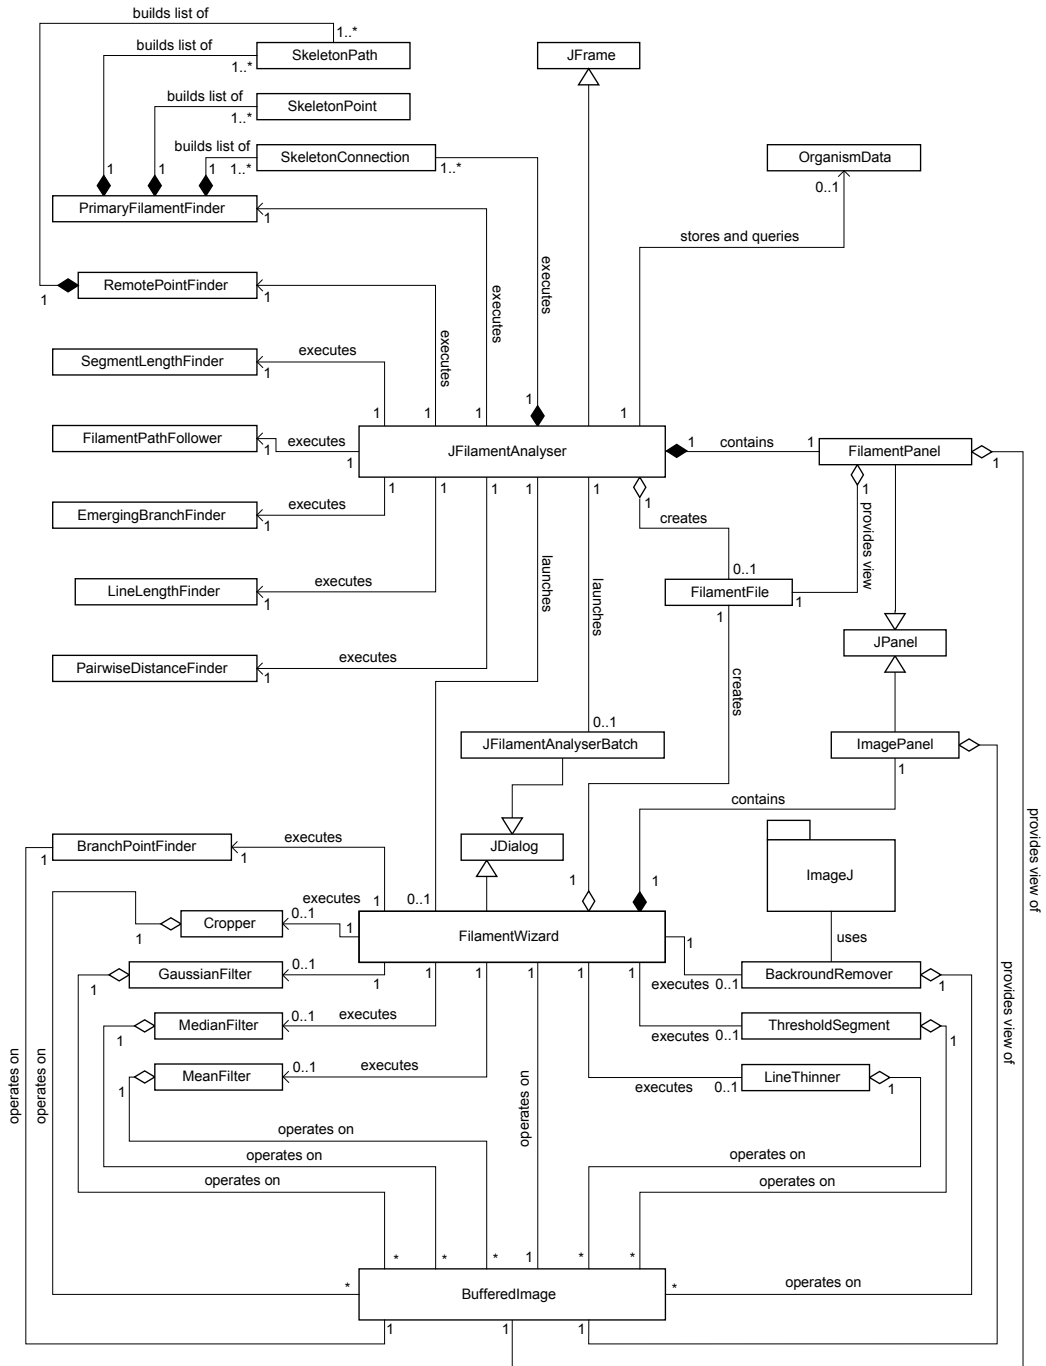 builds list of
1..*
builds list of
SkeletonPath
JFrame
1..*
builds list of
SkeletonPoint
1..*
builds list of
SkeletonConnection
OrganismData
1
1
1
1..*
1..*
0..1
PrimaryFilamentFinder
1
stores and queries
executes
RemotePointFinder
1
1
executes
executes
SegmentLengthFinder
executes
1
1
1
1
1
1
FilamentPathFollower
executes
1
1
JFilamentAnalyser
1
contains
1
FilamentPanel
1
1
1
1
1
1
1
1
provides view
EmergingBranchFinder
executes
1
creates
launches
launches
0..1
LineLengthFinder
executes
1
FilamentFile
1
1
JPanel
PairwiseDistanceFinder
executes
1
creates
0..1
JFilamentAnalyserBatch
ImagePanel
1
1
contains
provides view of
BranchPointFinder
1
executes
1
JDialog
ImageJ
1
1
0..1
1
executes
0..1
Cropper
1
1
FilamentWizard
uses
1
provides view of
GaussianFilter
0..1
1
1
1
1
1
1
1
executes
0..1
BackroundRemover
1
MedianFilter
0..1
executes
1
executes
0..1
ThresholdSegment
1
MeanFilter
0..1
executes
1
executes
0..1
LineThinner
1
operates on
operates on
operates on
operates on
operates on
operates on
operates on
operates on
*
*
*
1
*
*
*
BufferedImage
*
operates on
1
1
1